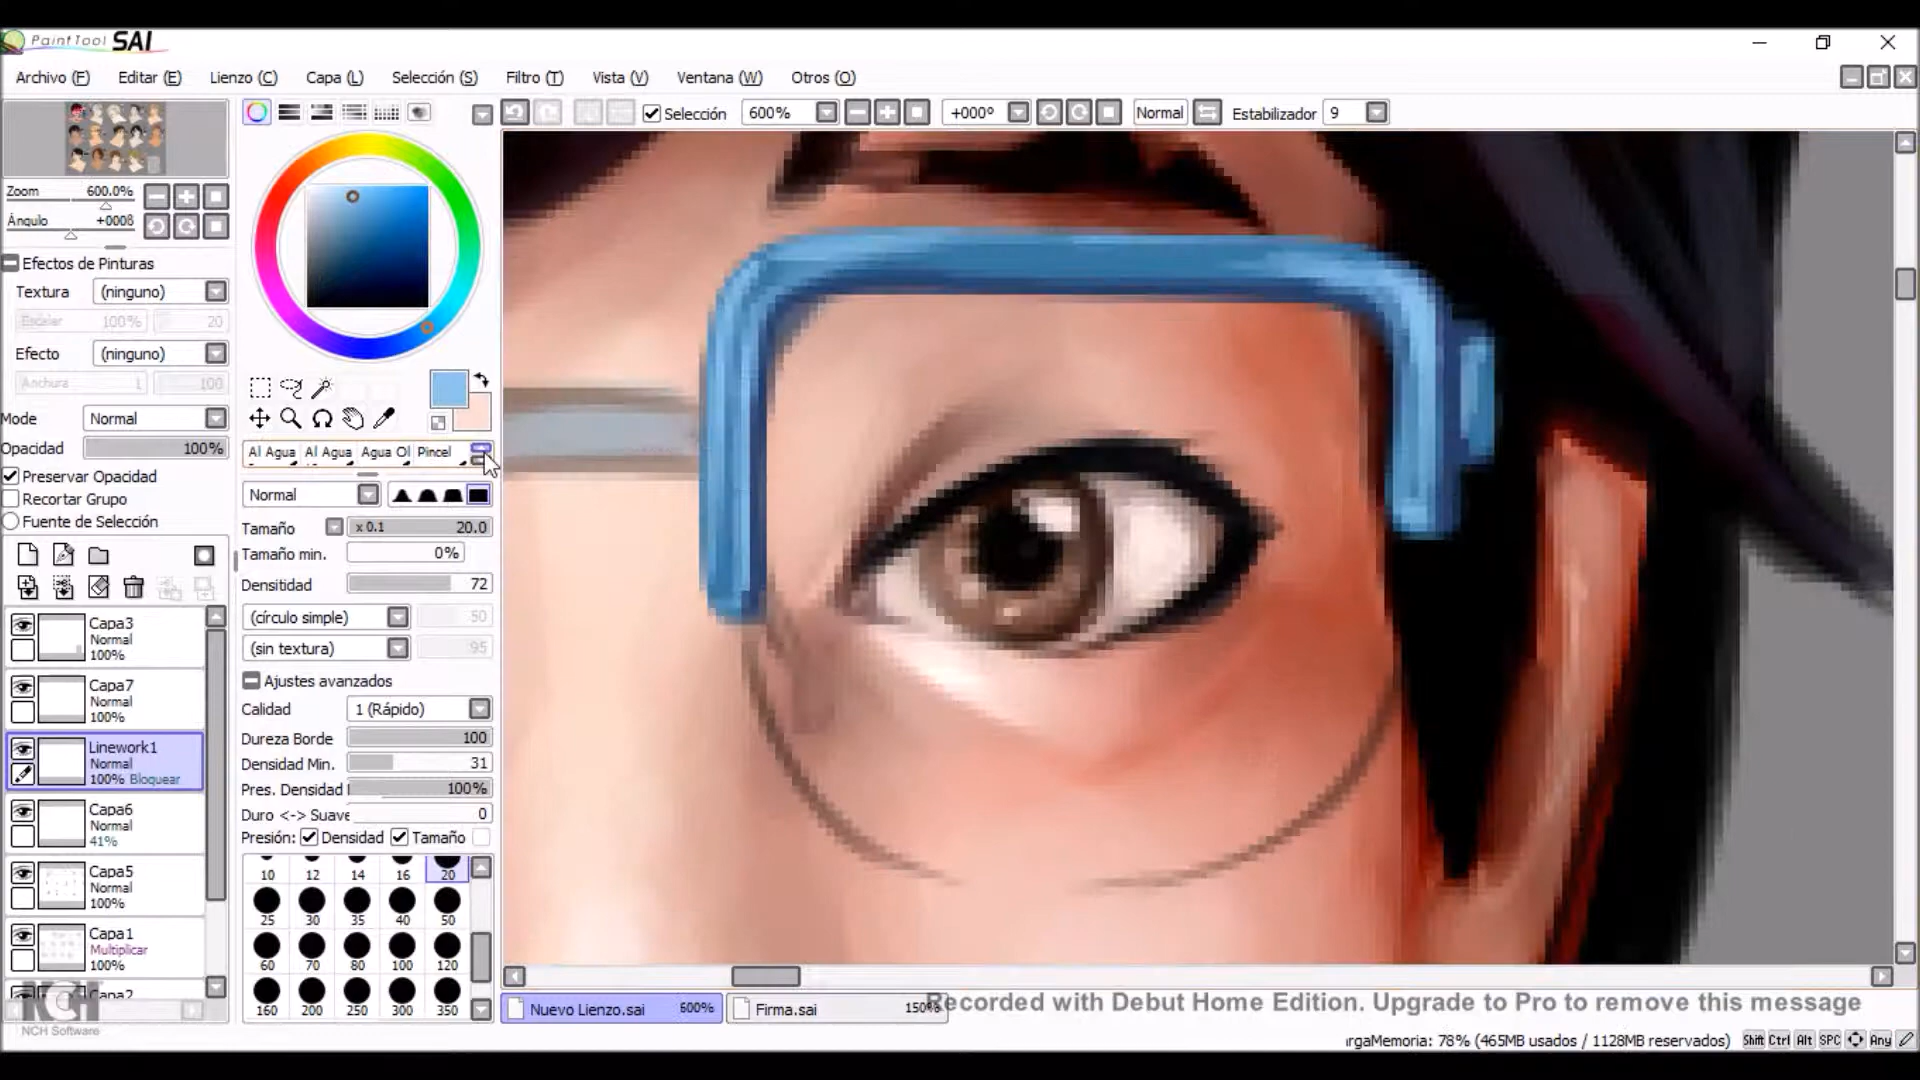 PaintTool SAI
Archivo (F) Editar (E) Lienzo (C) Capa (L) Selección (S) Filtro (T) Vista (V) Ventana (W) Otros (O)
Selección 600% +000º Normal Estabilizador 9
Zoom 600.0%
Ángulo +0008
Efectos de Pinturas
Textura (ninguno)
Escalar 100% 20
Efecto (ninguno)
Anchura 1 100
Mode Normal
Opacidad 100%
Preservar Opacidad
Recortar Grupo
Fuente de Selección
Capa3
Normal
100%
Capa7
Normal
100%
Linework1
Normal
100% Bloquear
Capa6
Normal
41%
Capa5
Normal
100%
Capa1
Multiplicar
100%
Capa2
NCH
NCH Software
Al Agua Al Agua Agua Ol Pincel
Normal
Tamaño x 0.1 20.0
Tamaño min. 0%
Densitidad 72
(círculo simple) 50
(sin textura) 95
Ajustes avanzados
Calidad 1 (Rápido)
Dureza Borde 100
Densidad Min. 31
Pres. Densidad 100%
Duro <-> Suave 0
Presión: Densidad Tamaño
10 12 14 16 20
25 30 35 40 50
60 70 80 100 120
160 200 250 300 350
Nuevo Lienzo.sai 600% Firma.sai 150%
Recorded with Debut Home Edition. Upgrade to Pro to remove this message
argaMemoria: 78% (465MB usados / 1128MB reservados) Shift Ctrl Alt SPC Any